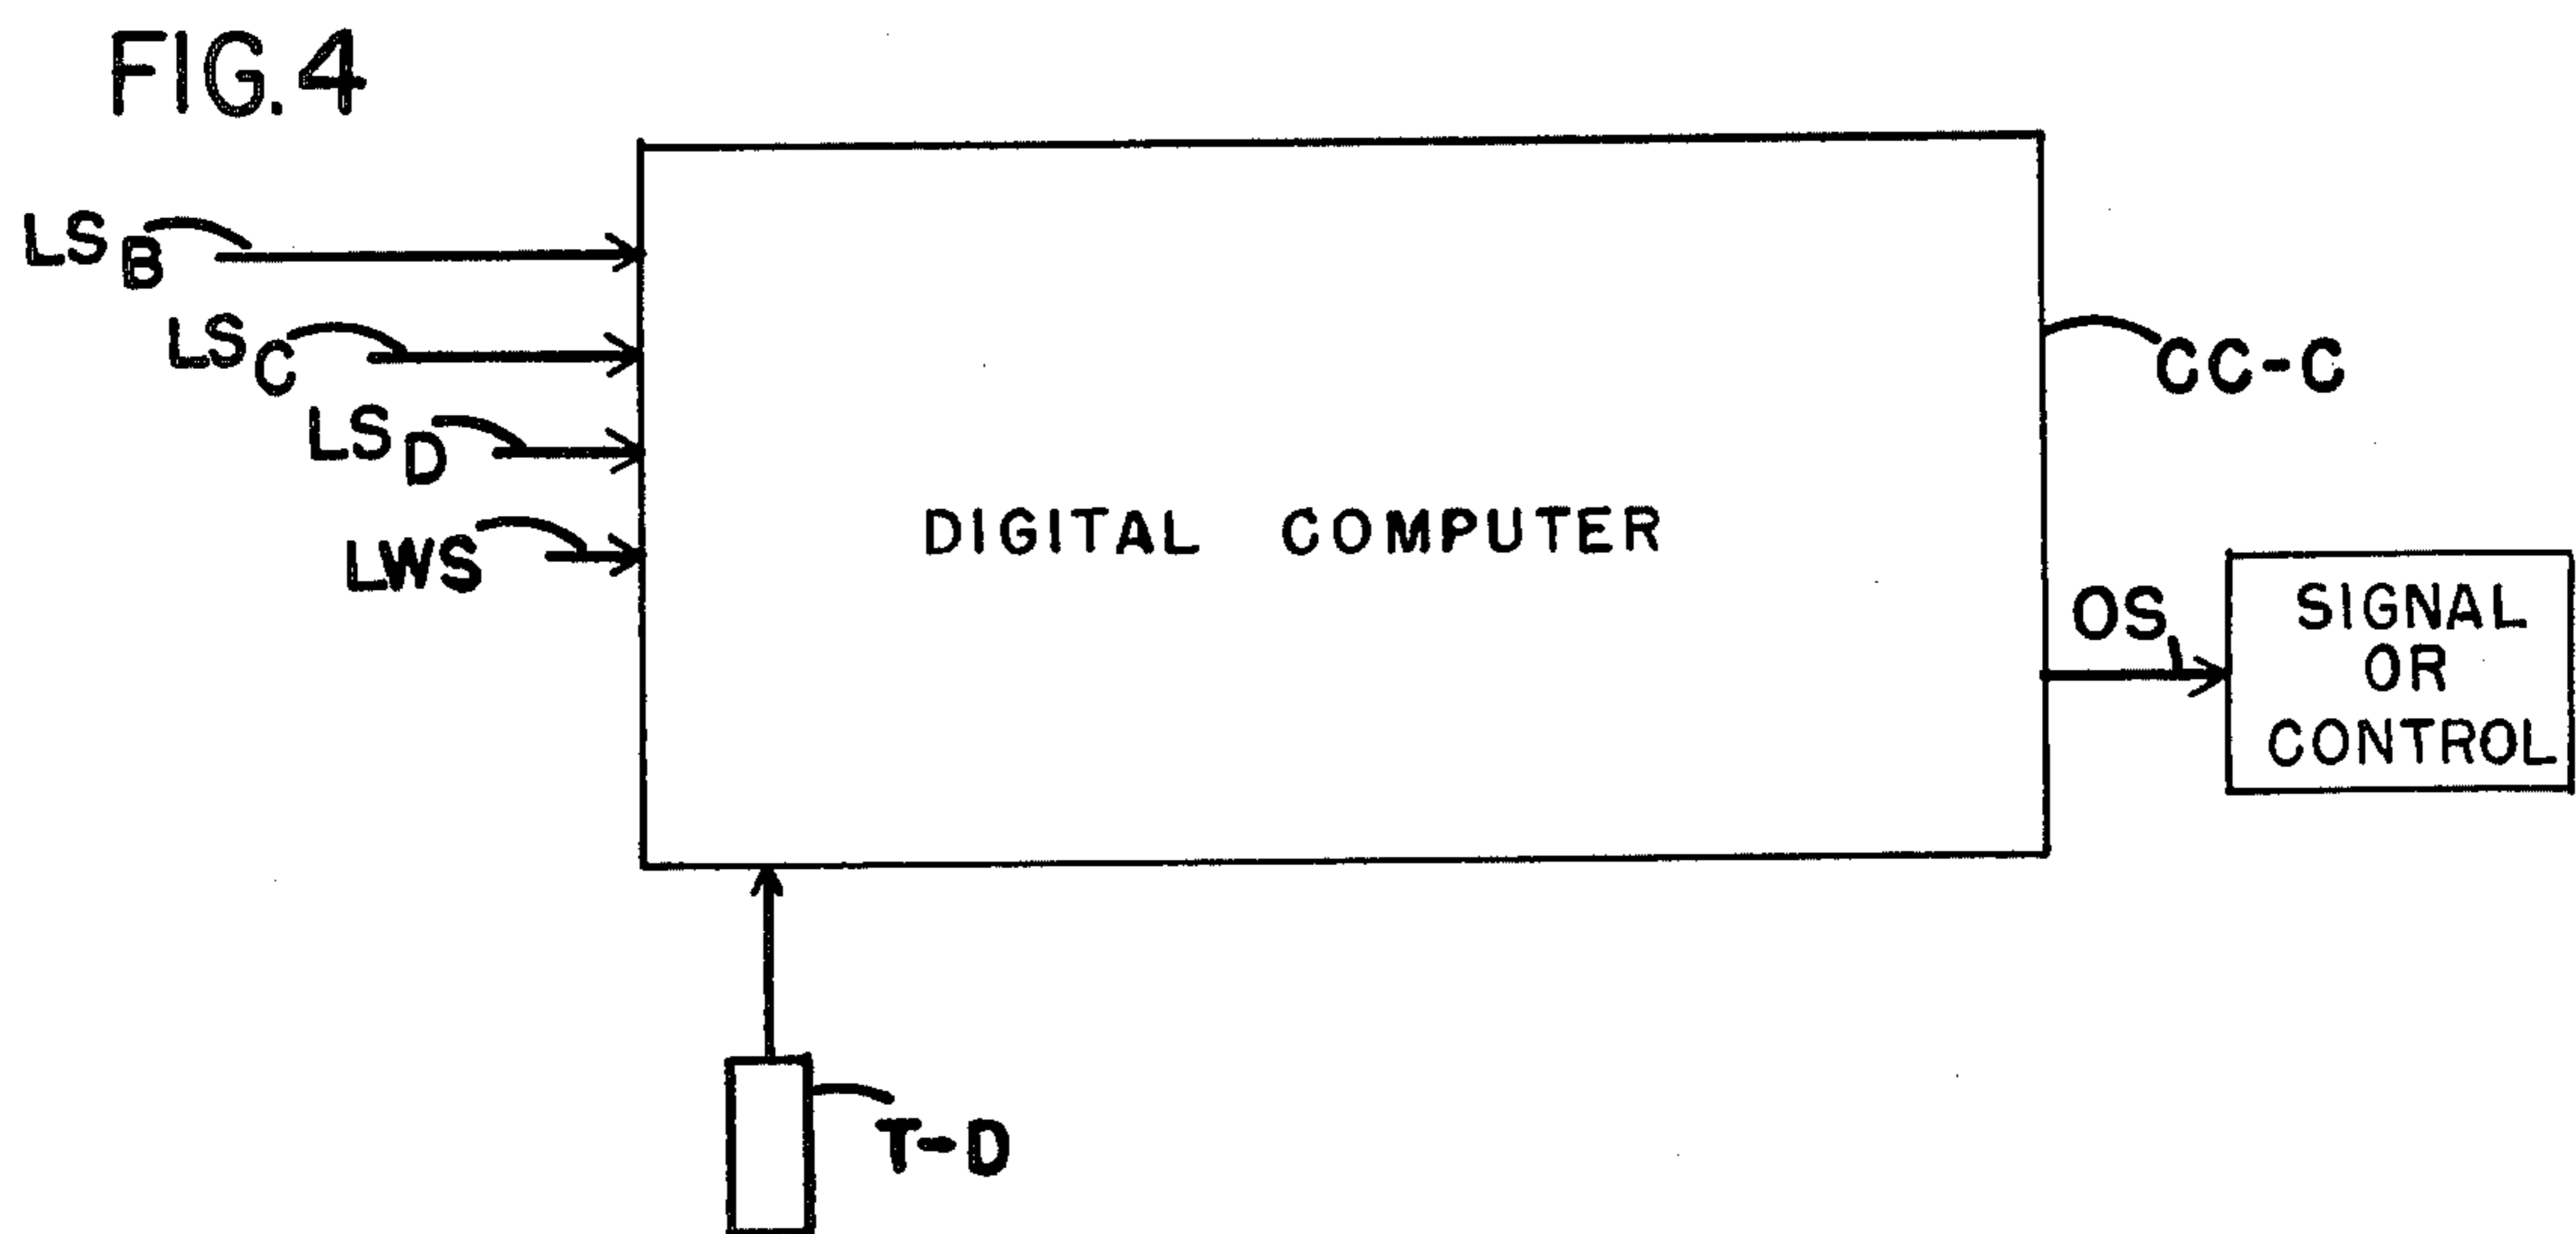 FIG.4
LSB
LSC
CC-C
LSD
DIGITAL COMPUTER
LWS
OS
SIGNAL
OR
CONTROL
T-D